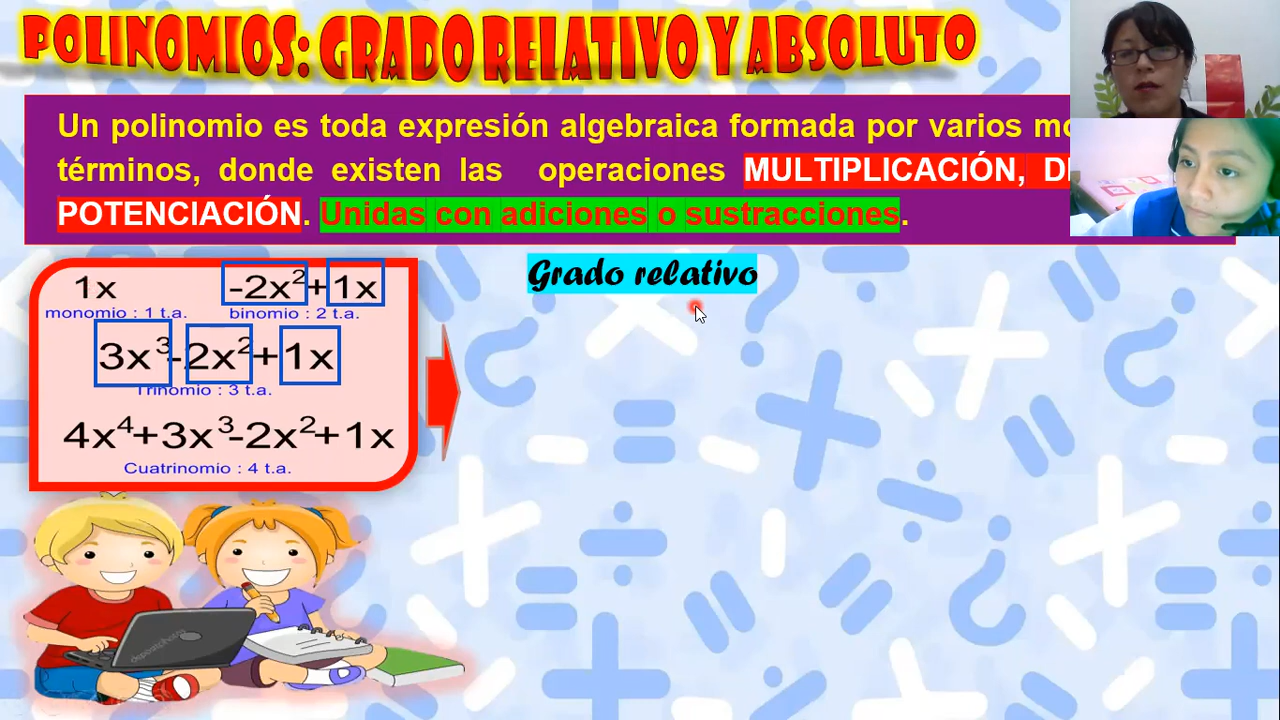 POLINOMIOS: GRADO RELATIVO Y ABSOLUTO
Un polinomio es toda expresión algebraica formada por varios
términos, donde existen las operaciones MULTIPLICACIÓN,
POTENCIACIÓN. Unidas con adiciones o sustracciones.
Grado relativo
1x -2x²+1x
monomio : 1 t.a. binomio : 2 t.a.
3x³-2x²+1x
Trinomio : 3 t.a.
4x⁴+3x³-2x²+1x
Cuatrinomio : 4 t.a.
depositphotos